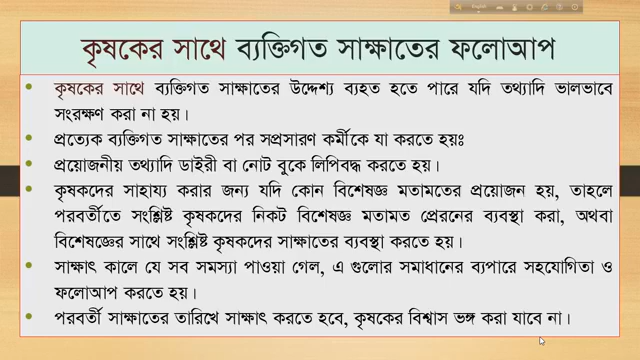 English
কৃষকের সাথে ব্যক্তিগত সাক্ষাতের ফলোআপ
কৃষকের সাথে ব্যক্তিগত সাক্ষাতের উদ্দেশ্য ব্যহত হতে পারে যদি তথ্যাদি ভালভাবে
সংরক্ষণ করা না হয়।
প্রত্যেক ব্যক্তিগত সাক্ষাতের পর সপ্রসারণ কর্মীকে যা করতে হয়ঃ
প্রয়োজনীয় তথ্যাদি ডাইরী বা নোট বুকে লিপিবদ্ধ করতে হয়।
কৃষকদের সাহায্য করার জন্য যদি কোন বিশেষজ্ঞ মতামতের প্রয়োজন হয়, তাহলে
পরবর্তীতে সংশ্লিষ্ট কৃষকদের নিকট বিশেষজ্ঞ মতামত প্রেরনের ব্যবস্থা করা, অথবা
বিশেষজ্ঞের সাথে সংশ্লিষ্ট কৃষকদের সাক্ষাতের ব্যবস্থা করতে হয়।
সাক্ষাৎ কালে যে সব সমস্যা পাওয়া গেল, এ গুলোর সমাধানের ব্যপারে সহযোগিতা ও
ফলোআপ করতে হয়।
পরবর্তী সাক্ষাতের তারিখে সাক্ষাৎ করতে হবে, কৃষকের বিশ্বাস ভঙ্গ করা যাবে না।